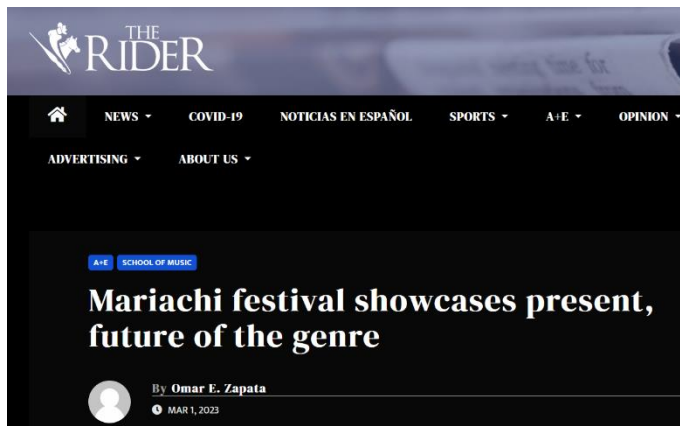 THE
RIDER
NEWS
COVID-19
NOTICIAS EN ESPAÑOL
SPORTS
A+E
OPINION
ADVERTISING
ABOUT US
A+E
SCHOOL OF MUSIC
Mariachi festival showcases present,
future of the genre
By Omar E. Zapata
MAR 1, 2023